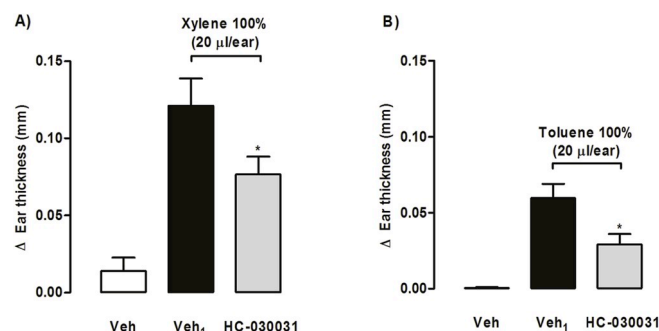 A)
Xylene 100%
(20 µl/ear)
0.15
0.10
0.05
0.00
Δ Ear thickness (mm)
Veh
Veh₁
HC-030031
*
B)
Toluene 100%
(20 µl/ear)
0.15
0.10
0.05
0.00
Δ Ear thickness (mm)
Veh
Veh₁
HC-030031
*